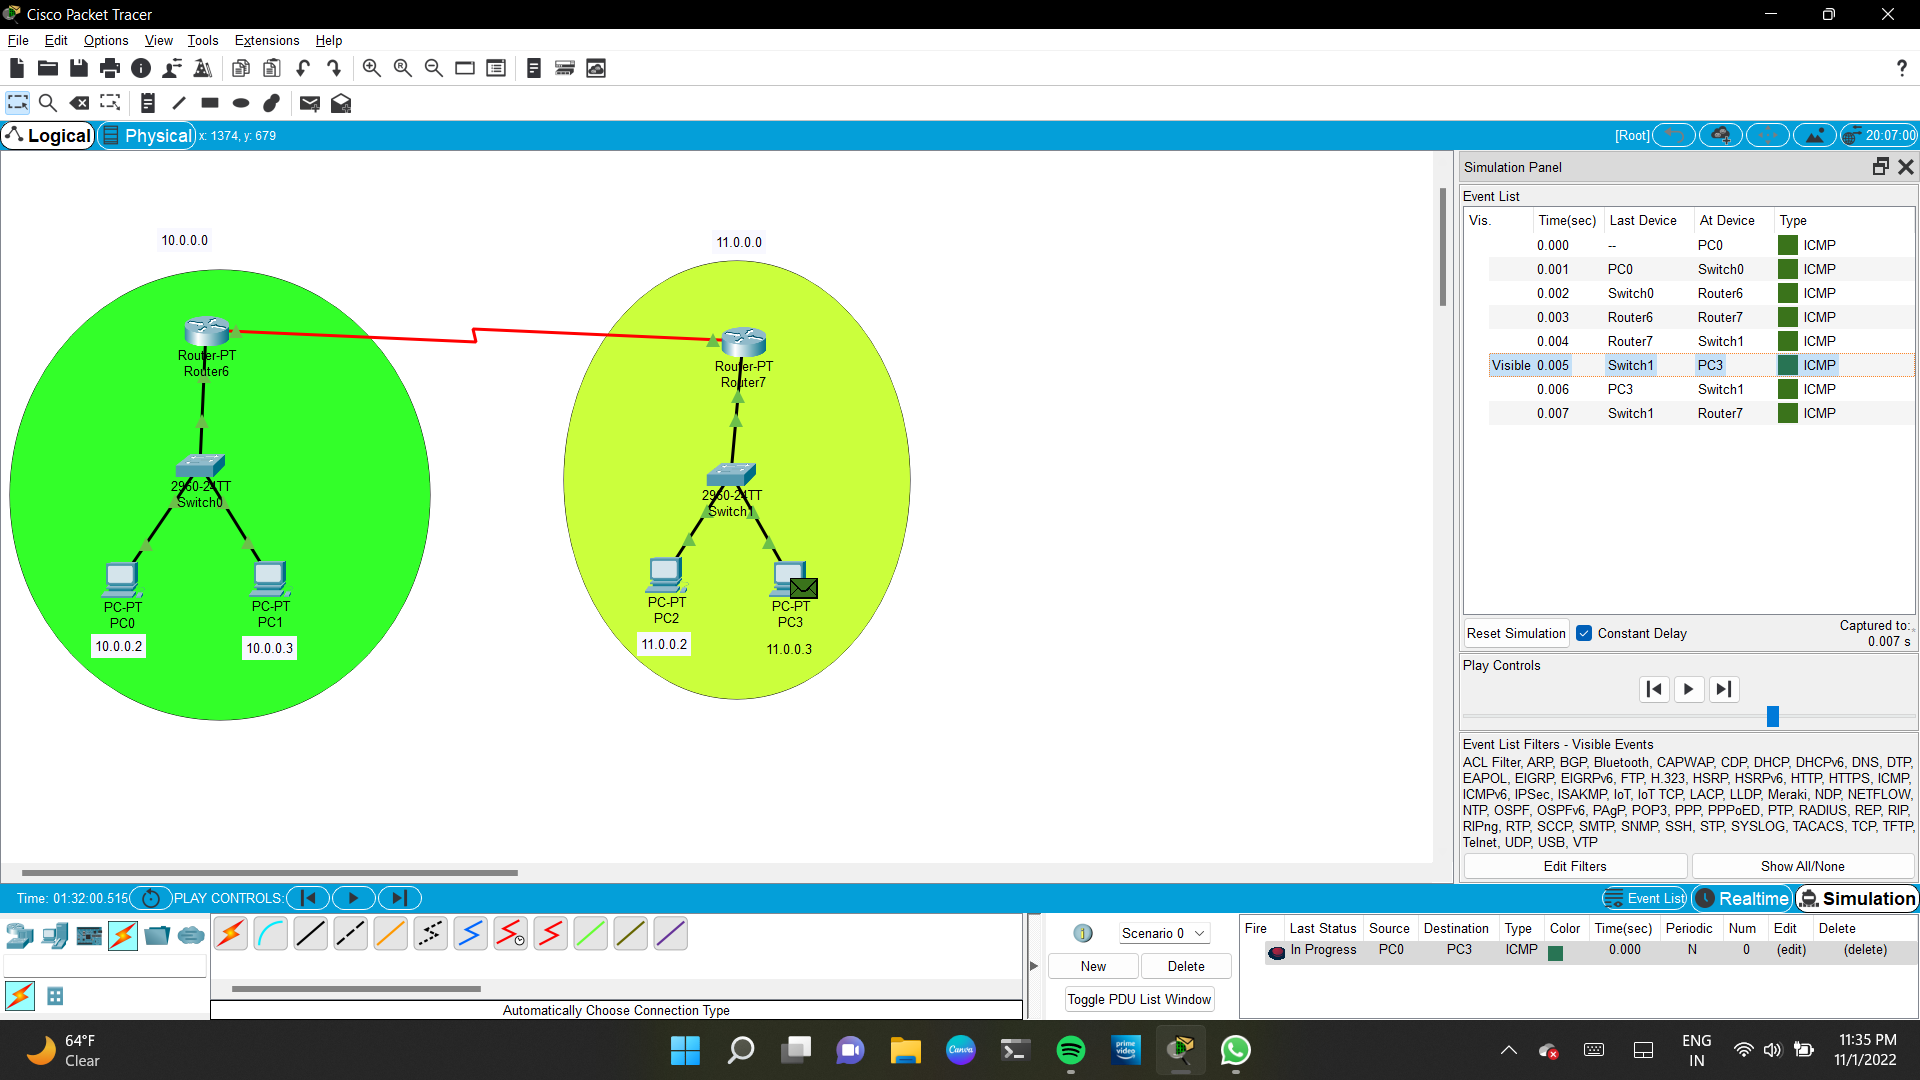 Cisco Packet Tracer
File Edit Options View Tools Extensions Help
Logical Physical x: 1374, y: 679 [Root] 20:07:00
10.0.0.0
11.0.0.0
Router-PT
Router6
Router-PT
Router7
2960-24TT
Switch0
2960-24TT
Switch1
PC-PT
PC0
10.0.0.2
PC-PT
PC1
10.0.0.3
PC-PT
PC2
11.0.0.2
PC-PT
PC3
11.0.0.3
Simulation Panel
Event List
Vis. Time(sec) Last Device At Device Type
0.000 -- PC0 ICMP
0.001 PC0 Switch0 ICMP
0.002 Switch0 Router6 ICMP
0.003 Router6 Router7 ICMP
0.004 Router7 Switch1 ICMP
Visible 0.005 Switch1 PC3 ICMP
0.006 PC3 Switch1 ICMP
0.007 Switch1 Router7 ICMP
Reset Simulation Constant Delay Captured to:
0.007 s
Play Controls
Event List Filters - Visible Events
ACL Filter, ARP, BGP, Bluetooth, CAPWAP, CDP, DHCP, DHCPv6, DNS, DTP,
EAPOL, EIGRP, EIGRPv6, FTP, H.323, HSRP, HSRPv6, HTTP, HTTPS, ICMP,
ICMPv6, IPSec, ISAKMP, IoT, IoT TCP, LACP, LLDP, Meraki, NDP, NETFLOW,
NTP, OSPF, OSPFv6, PAgP, POP3, PPP, PPPoED, PTP, RADIUS, REP, RIP,
RIPng, RTP, SCCP, SMTP, SNMP, SSH, STP, SYSLOG, TACACS, TCP, TFTP,
Telnet, UDP, USB, VTP
Edit Filters Show All/None
Time: 01:32:00.515 PLAY CONTROLS: Event List Realtime Simulation
Scenario 0
New Delete
Toggle PDU List Window
Fire Last Status Source Destination Type Color Time(sec) Periodic Num Edit Delete
In Progress PC0 PC3 ICMP 0.000 N 0 (edit) (delete)
Automatically Choose Connection Type
64°F
Clear
Canva
prime
video
ENG
IN
11:35 PM
11/1/2022